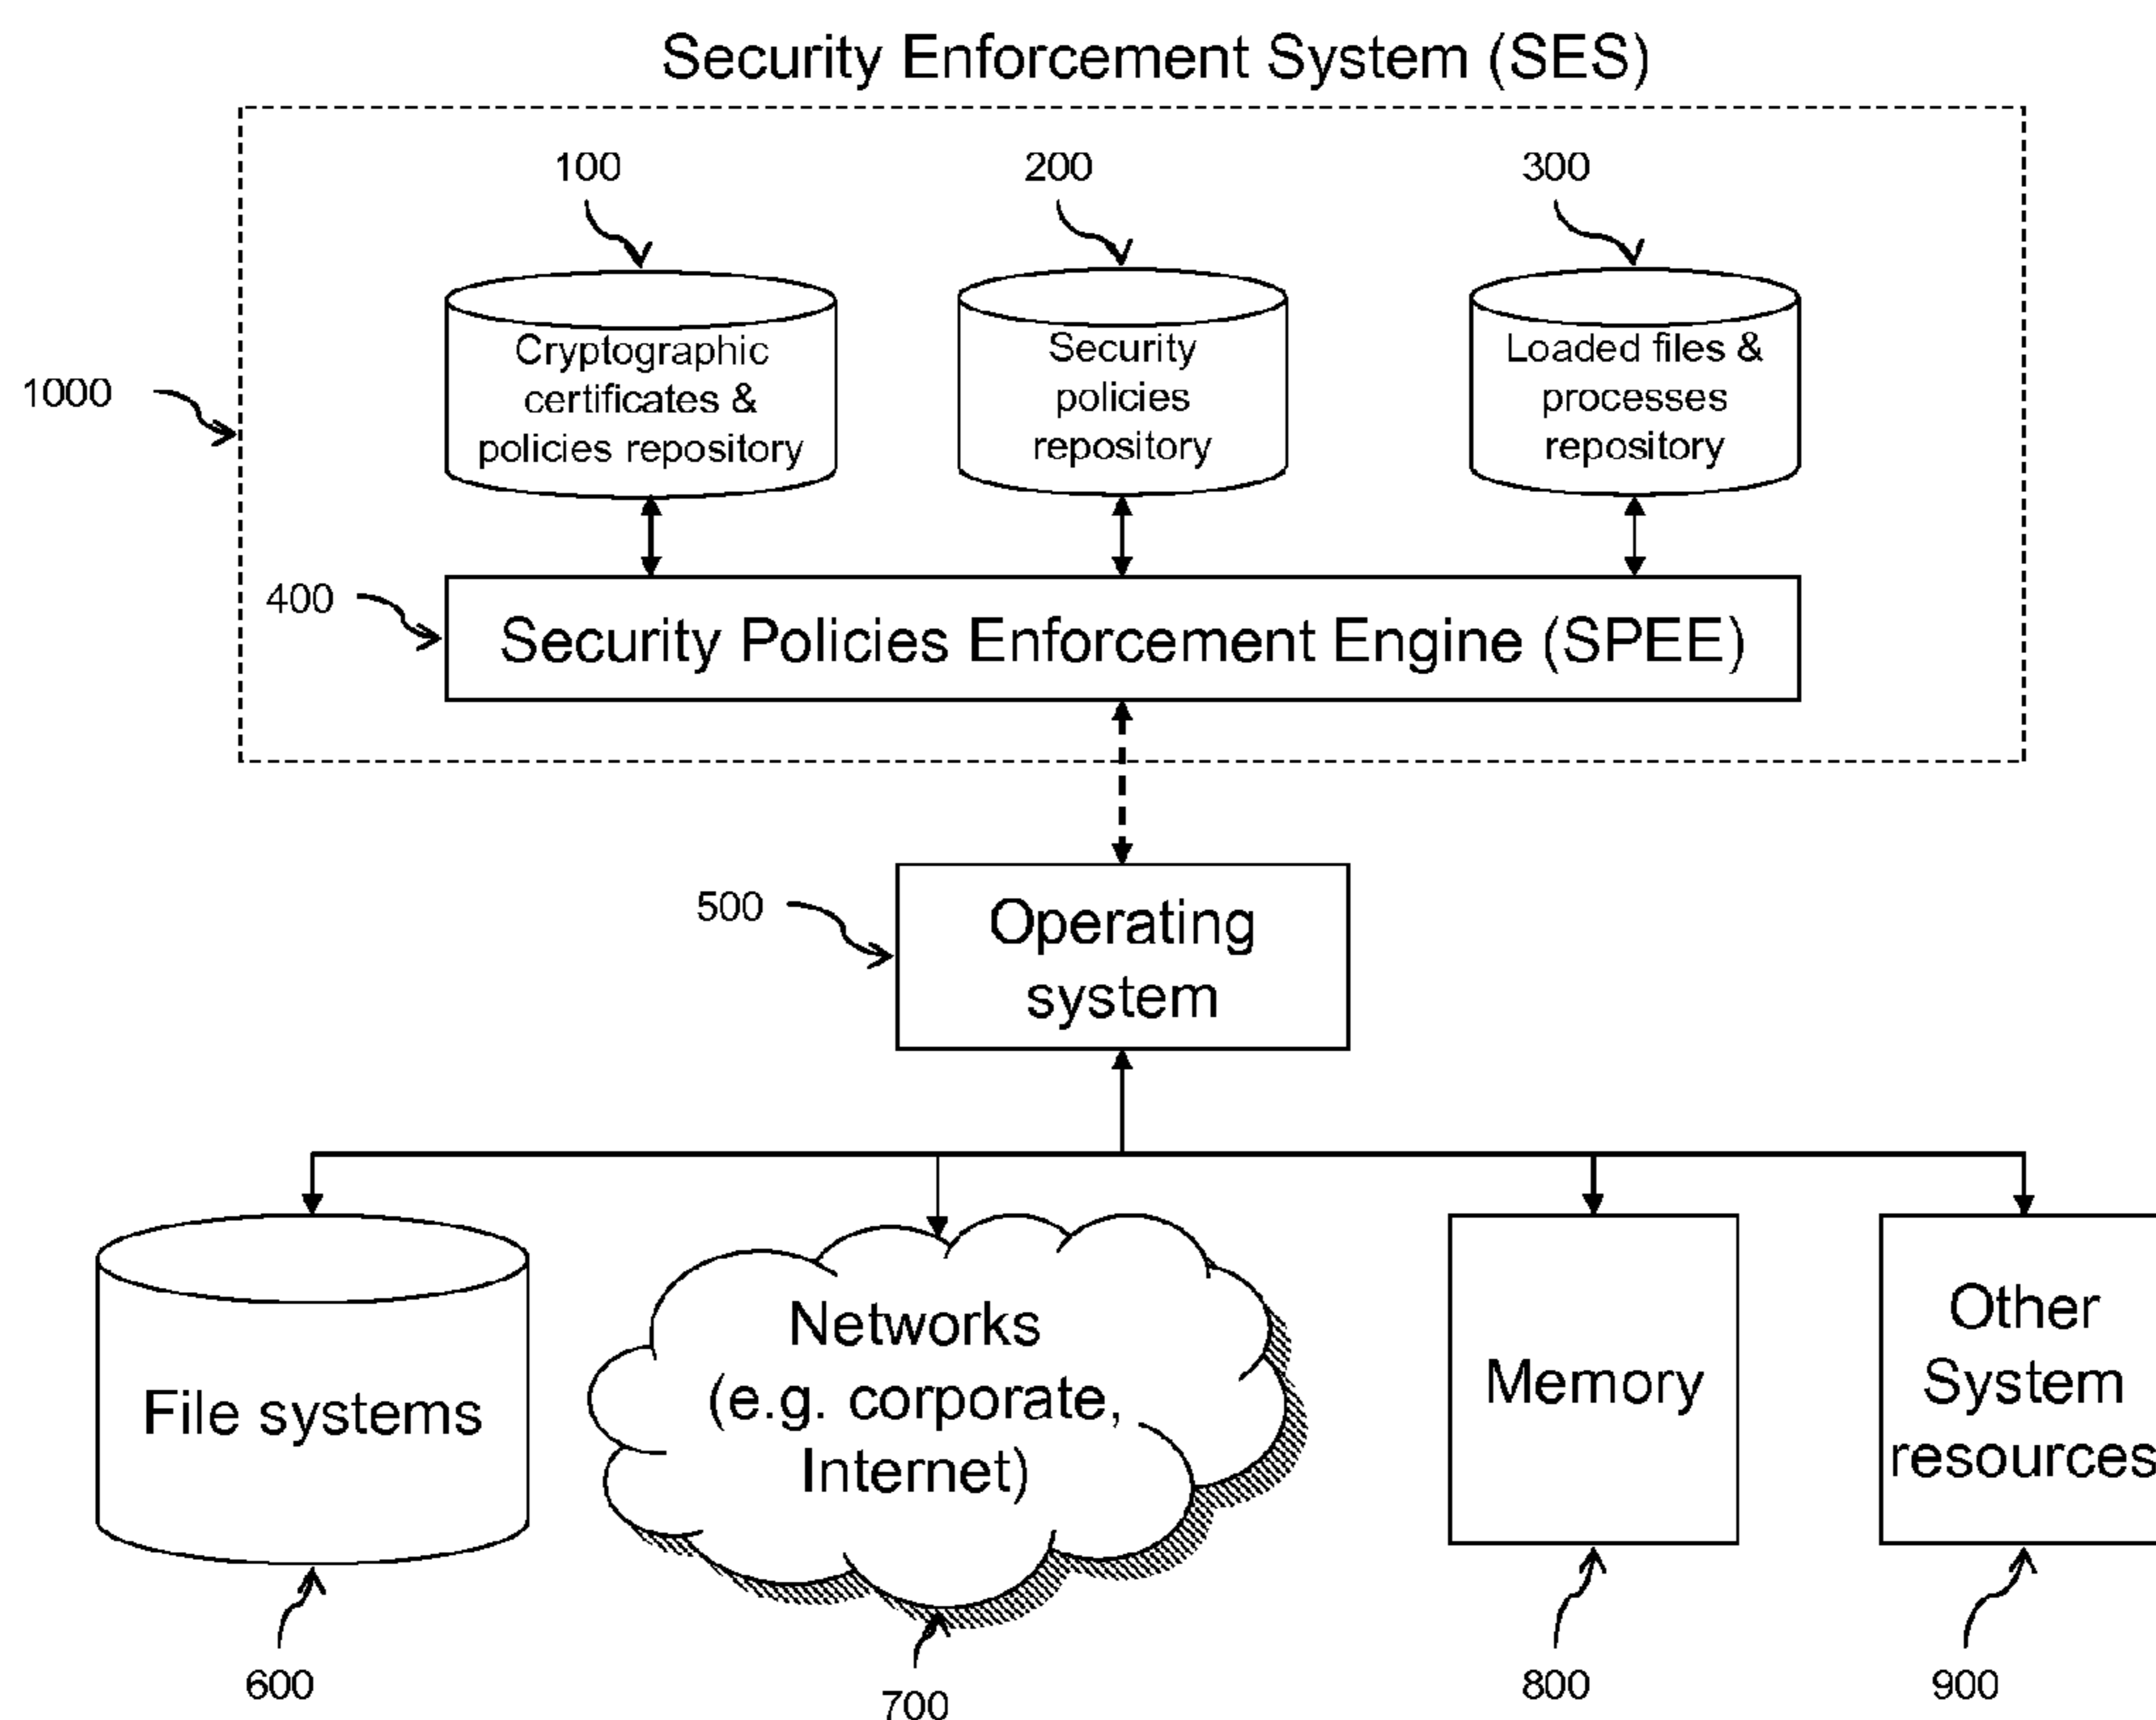 Security Enforcement System (SES)
100
200
300
Cryptographic
certificates &
policies repository
Security
policies
repository
Loaded files &
processes
repository
1000
400
Security Policies Enforcement Engine (SPEE)
500
Operating
system
File systems
Networks
(e.g. corporate,
Internet)
Memory
Other
System
resources
600
700
800
900